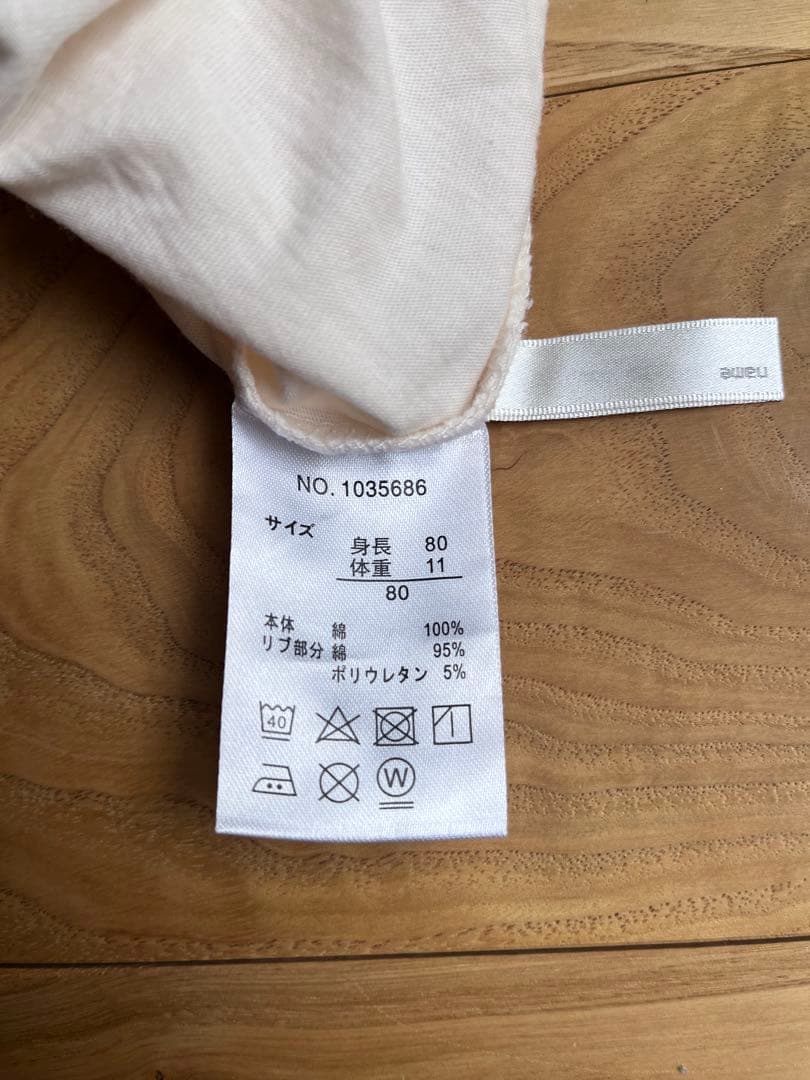 name
NO. 1035686
サイズ
身長 80
体重 11
80
本体 綿 100%
リブ部分 綿 95%
ポリウレタン 5%
40
W